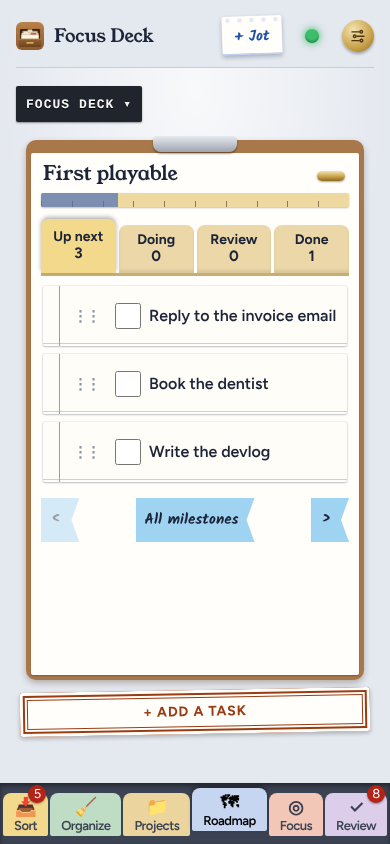 Focus Deck
+ Jot
FOCUS DECK ▾
First playable
Up next
3
Doing
0
Review
0
Done
1
Reply to the invoice email
Book the dentist
Write the devlog
<
All milestones
>
+ ADD A TASK
5
Sort
Organize
Projects
Roadmap
Focus
8
Review